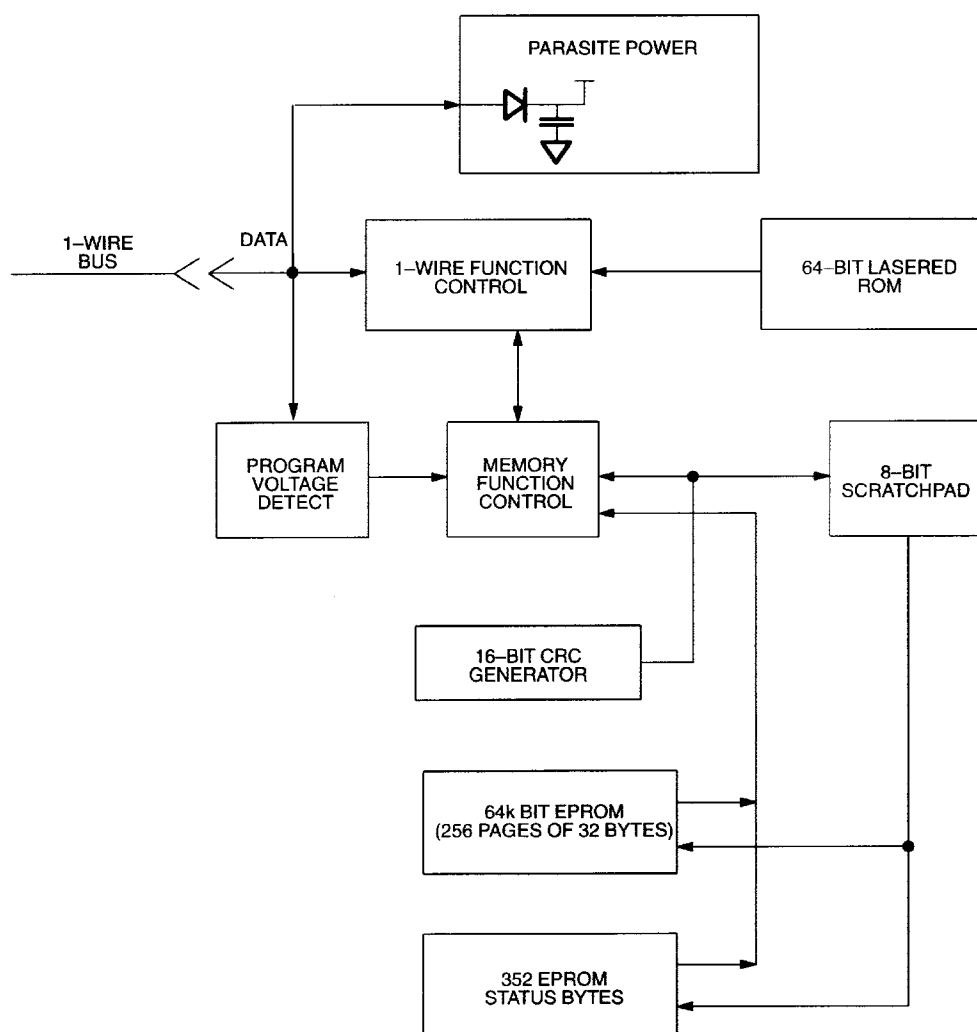 PARASITE POWER
1–WIRE
BUS
DATA
1–WIRE FUNCTION
CONTROL
64–BIT LASERED
ROM
PROGRAM
VOLTAGE
DETECT
MEMORY
FUNCTION
CONTROL
8–BIT
SCRATCHPAD
16–BIT CRC
GENERATOR
64k BIT EPROM
(256 PAGES OF 32 BYTES)
352 EPROM
STATUS BYTES